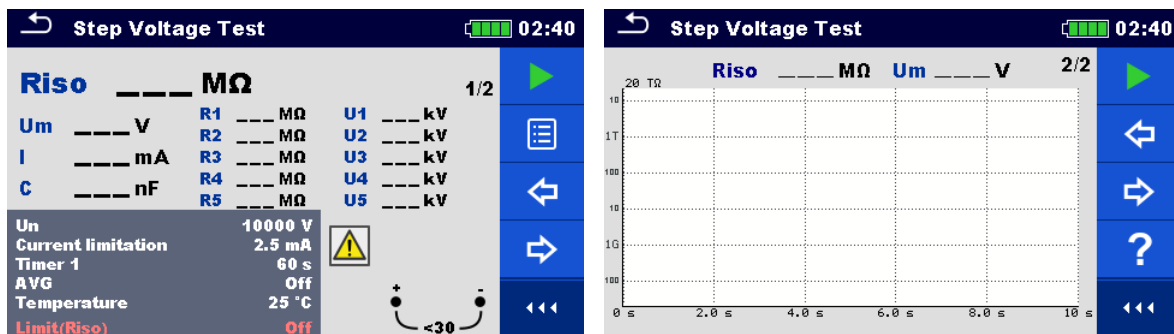 Step Voltage Test 02:40
Riso ___ MΩ 1/2
Um ___ V
I ___ mA
C ___ nF
R1 ___ MΩ U1 ___ kV
R2 ___ MΩ U2 ___ kV
R3 ___ MΩ U3 ___ kV
R4 ___ MΩ U4 ___ kV
R5 ___ MΩ U5 ___ kV
Un 10000 V
Current limitation 2.5 mA
Timer 1 60 s
AVG Off
Temperature 25 °C
Limit(Riso) Off
+ -
<30
?
Step Voltage Test 02:40
Riso ___ MΩ Um ___ V 2/2
20 TΩ
10
1T
100
10
1G
100
0 s 2.0 s 4.0 s 6.0 s 8.0 s 10 s